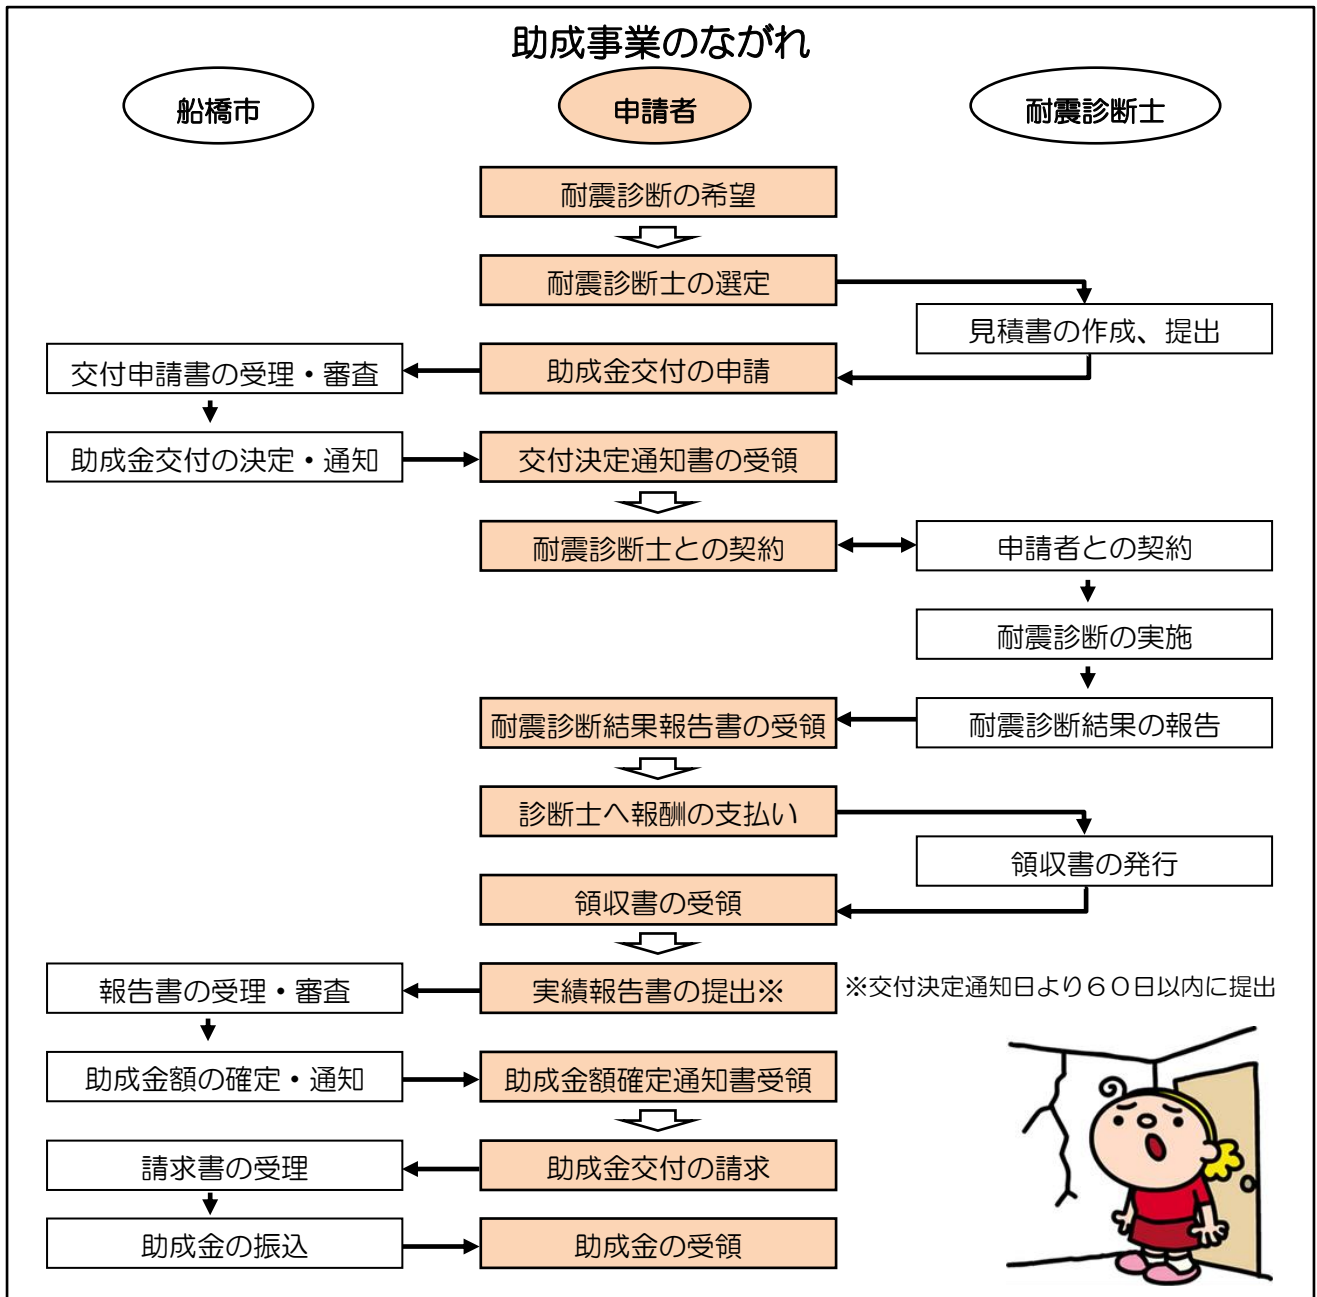 助成事業のながれ
船橋市
申請者
耐震診断士
耐震診断の希望
耐震診断士の選定
見積書の作成、提出
交付申請書の受理・審査
助成金交付の申請
助成金交付の決定・通知
交付決定通知書の受領
耐震診断士との契約
申請者との契約
耐震診断の実施
耐震診断結果報告書の受領
耐震診断結果の報告
診断士へ報酬の支払い
領収書の発行
領収書の受領
報告書の受理・審査
実績報告書の提出※
※交付決定通知日より６０日以内に提出
助成金額の確定・通知
助成金額確定通知書受領
請求書の受理
助成金交付の請求
助成金の振込
助成金の受領